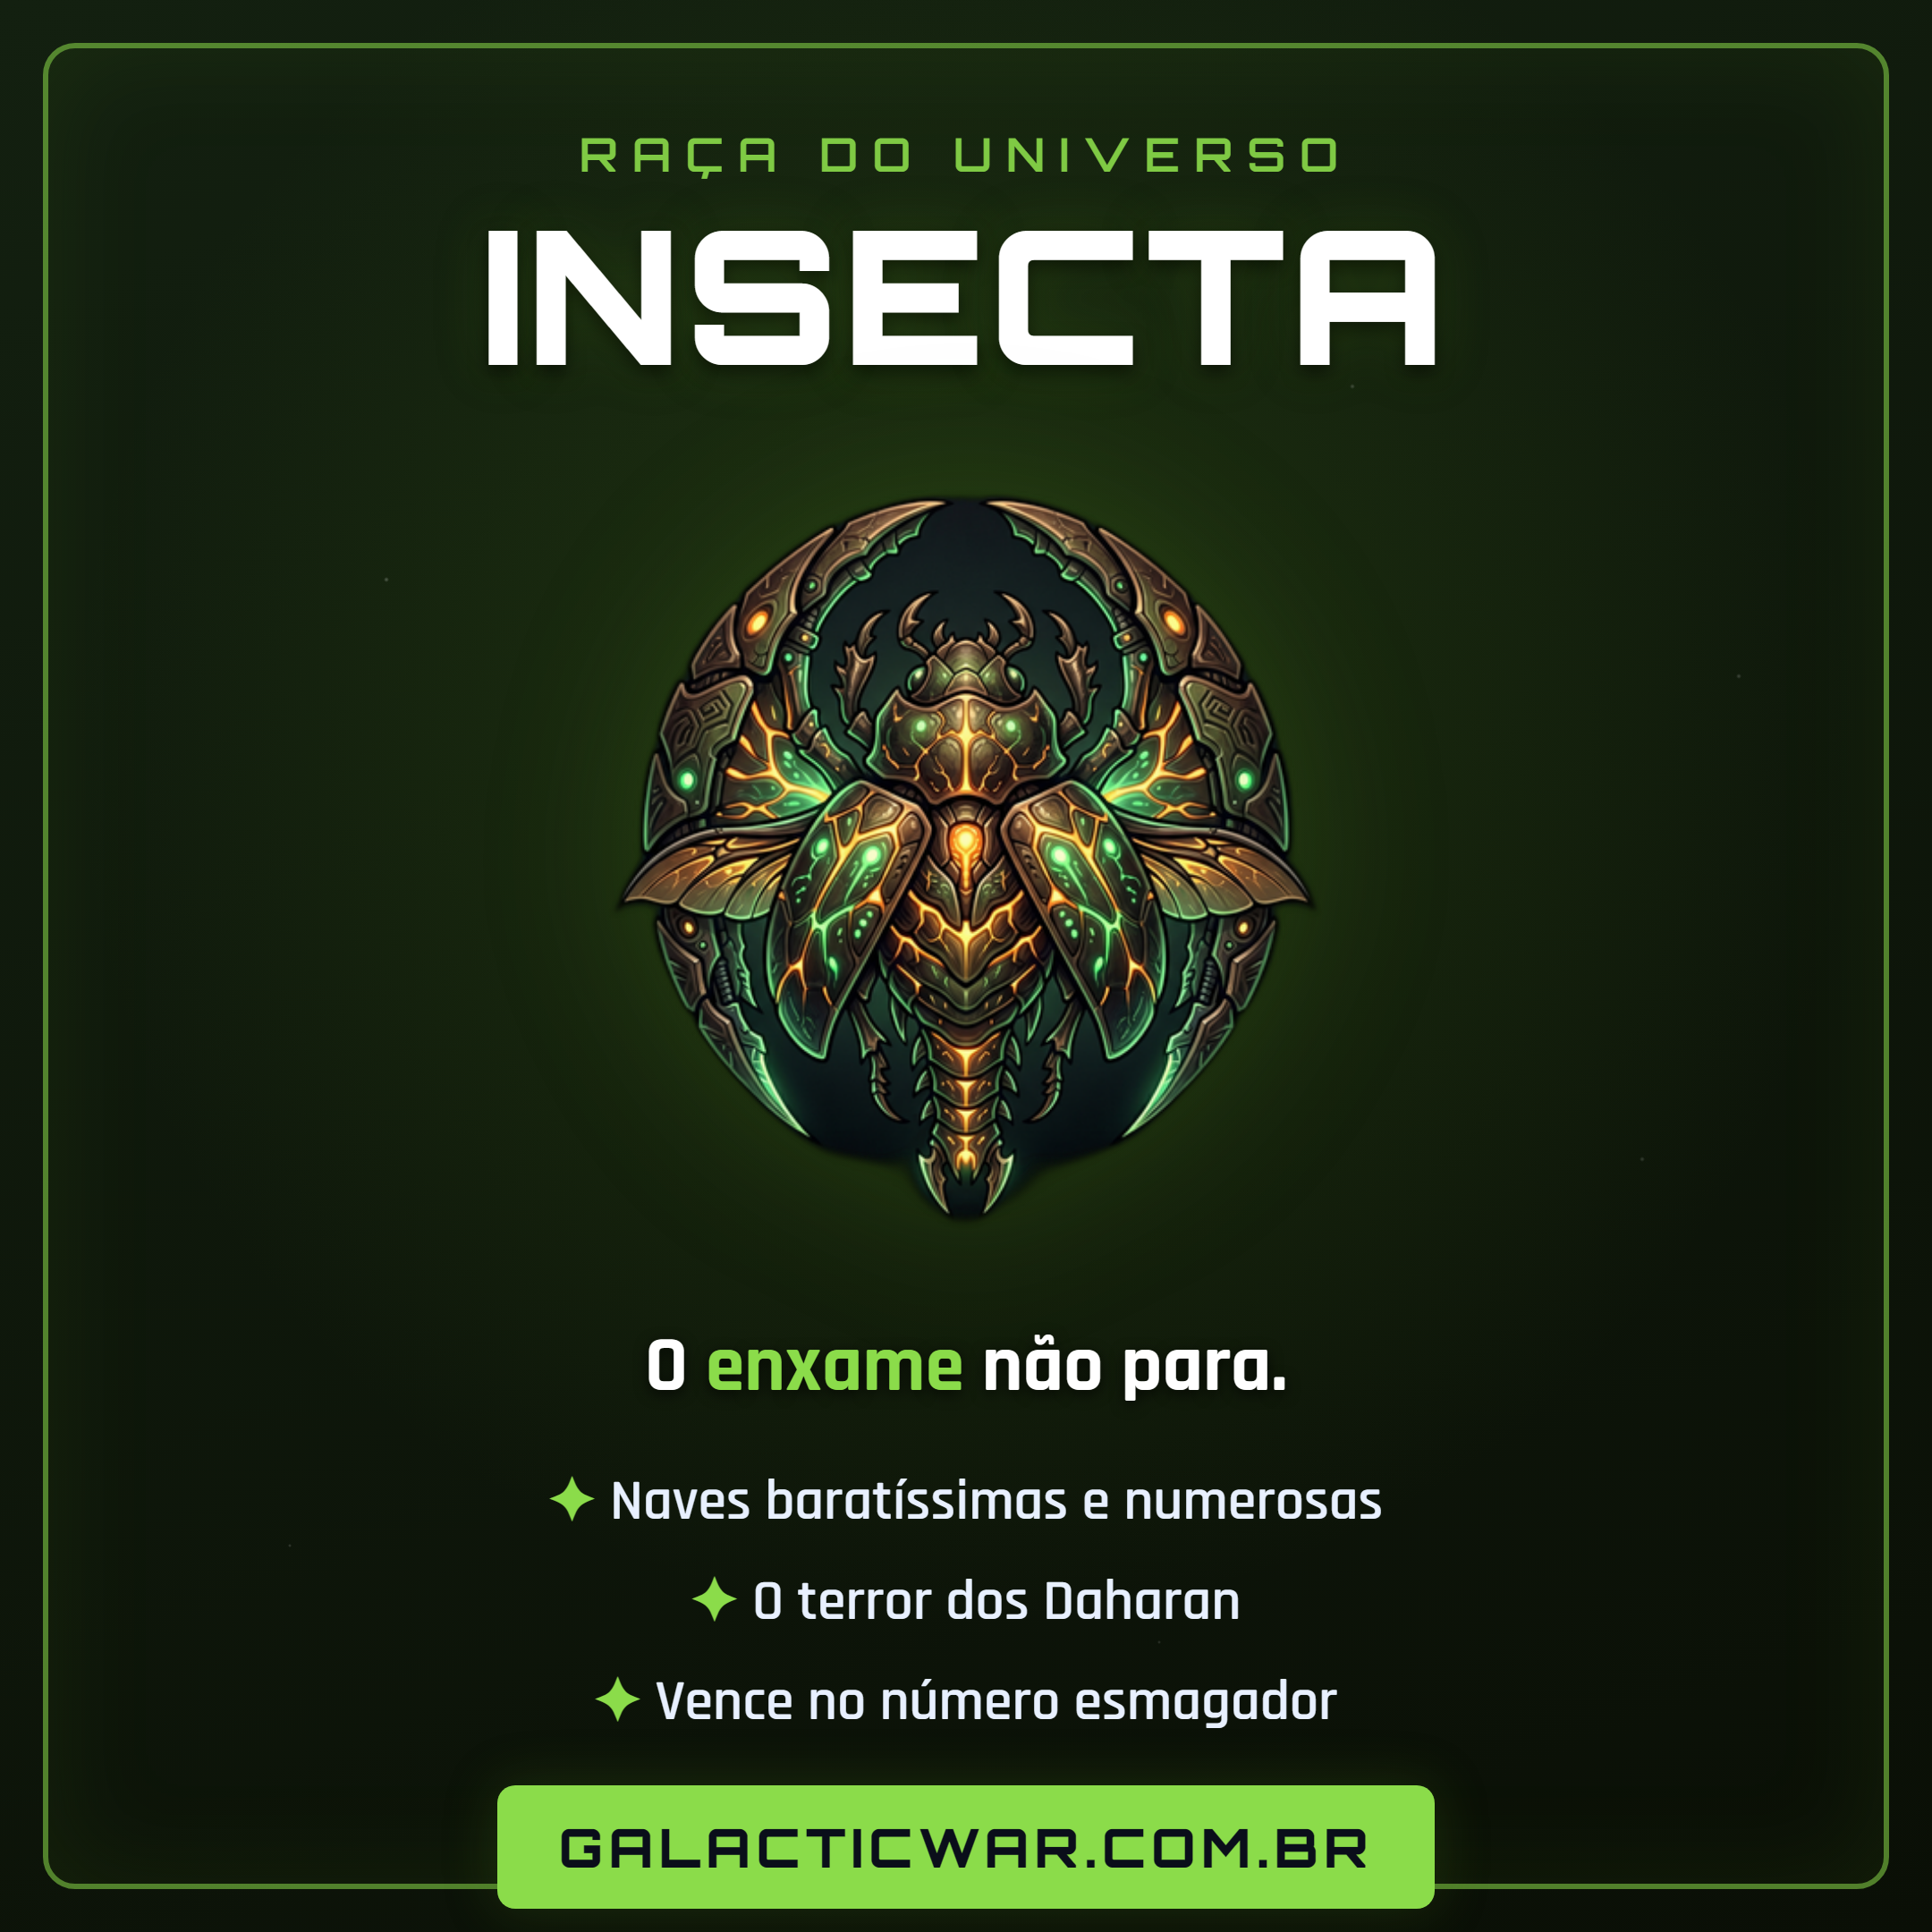 RAÇA DO UNIVERSO
INSECTA
O enxame não para.
Naves baratíssimas e numerosas
O terror dos Daharan
Vence no número esmagador
GALACTICWAR.COM.BR